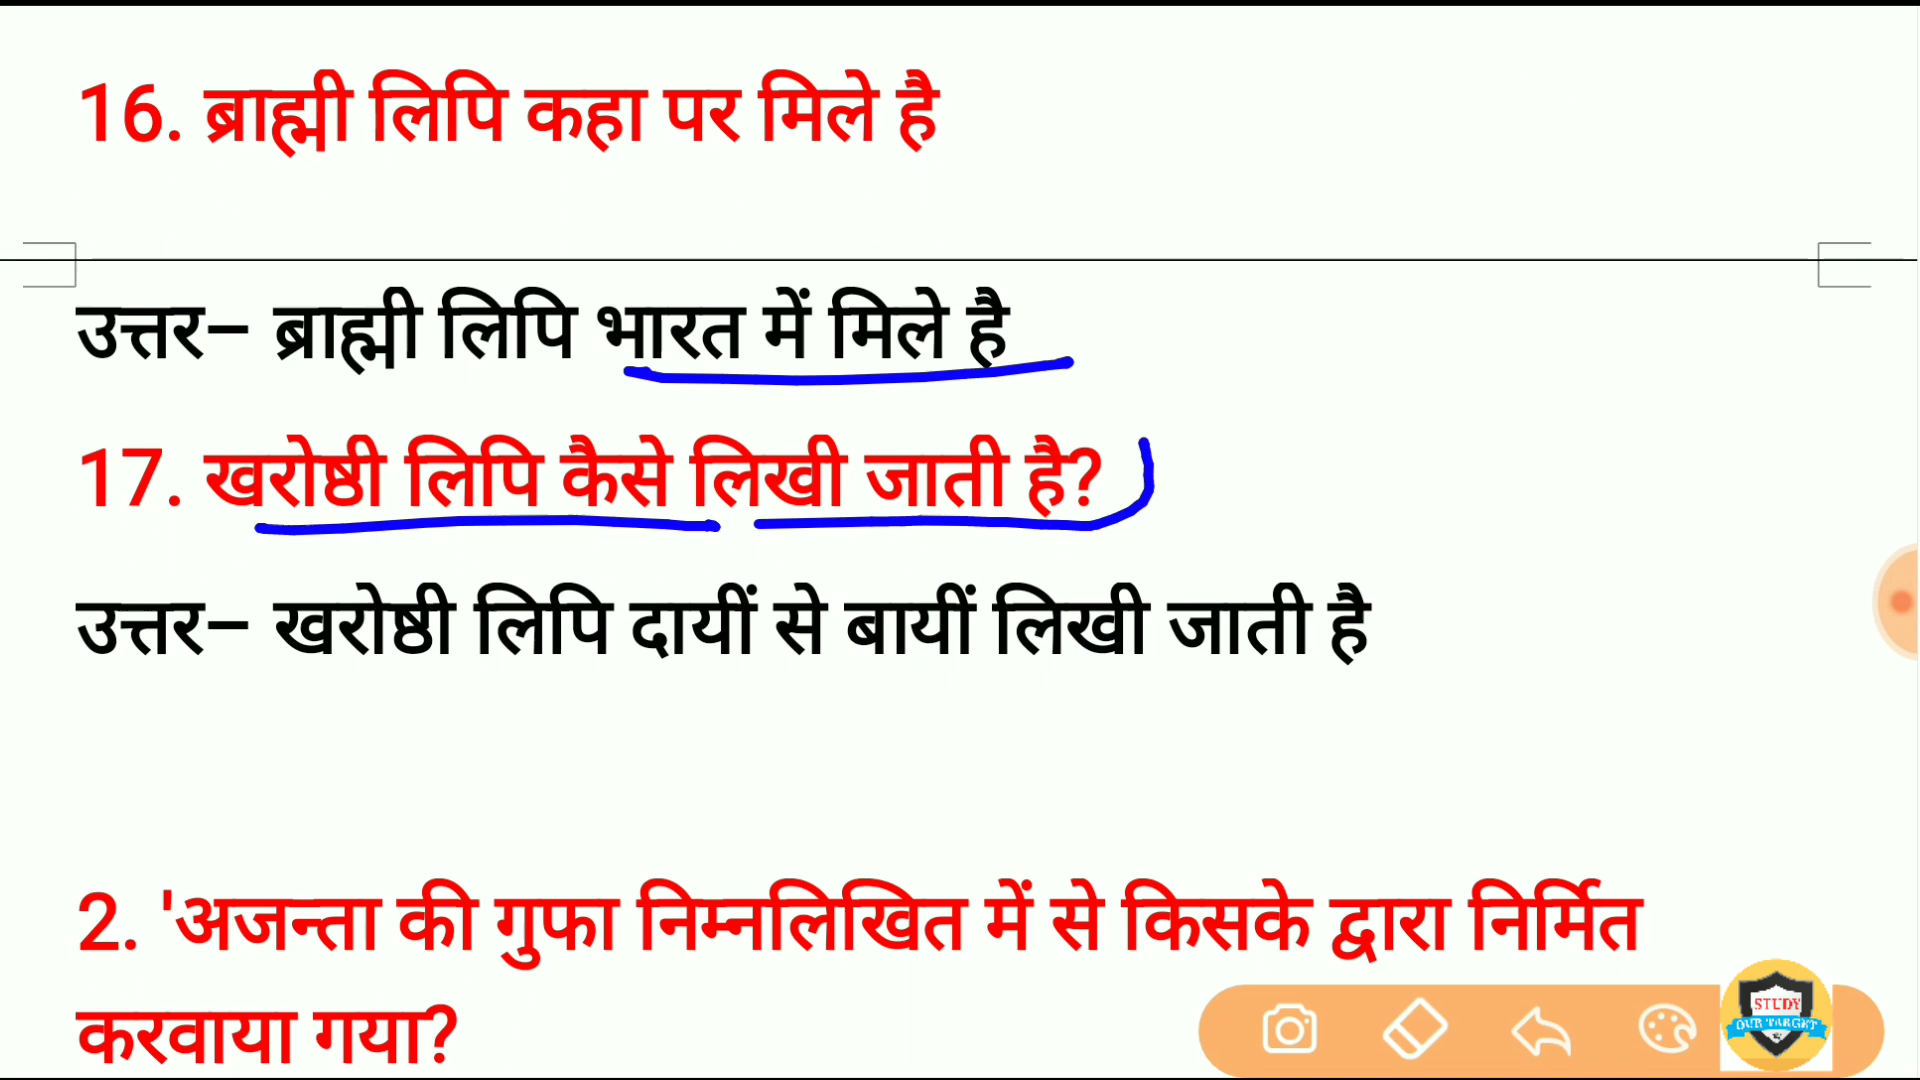 16. ब्राह्मी लिपि कहा पर मिले है
उत्तर– ब्राह्मी लिपि भारत में मिले है
17. खरोष्ठी लिपि कैसे लिखी जाती है?
उत्तर– खरोष्ठी लिपि दायीं से बायीं लिखी जाती है
2. 'अजन्ता की गुफा निम्नलिखित में से किसके द्वारा निर्मित
करवाया गया?
STUDY
OUR TARGET